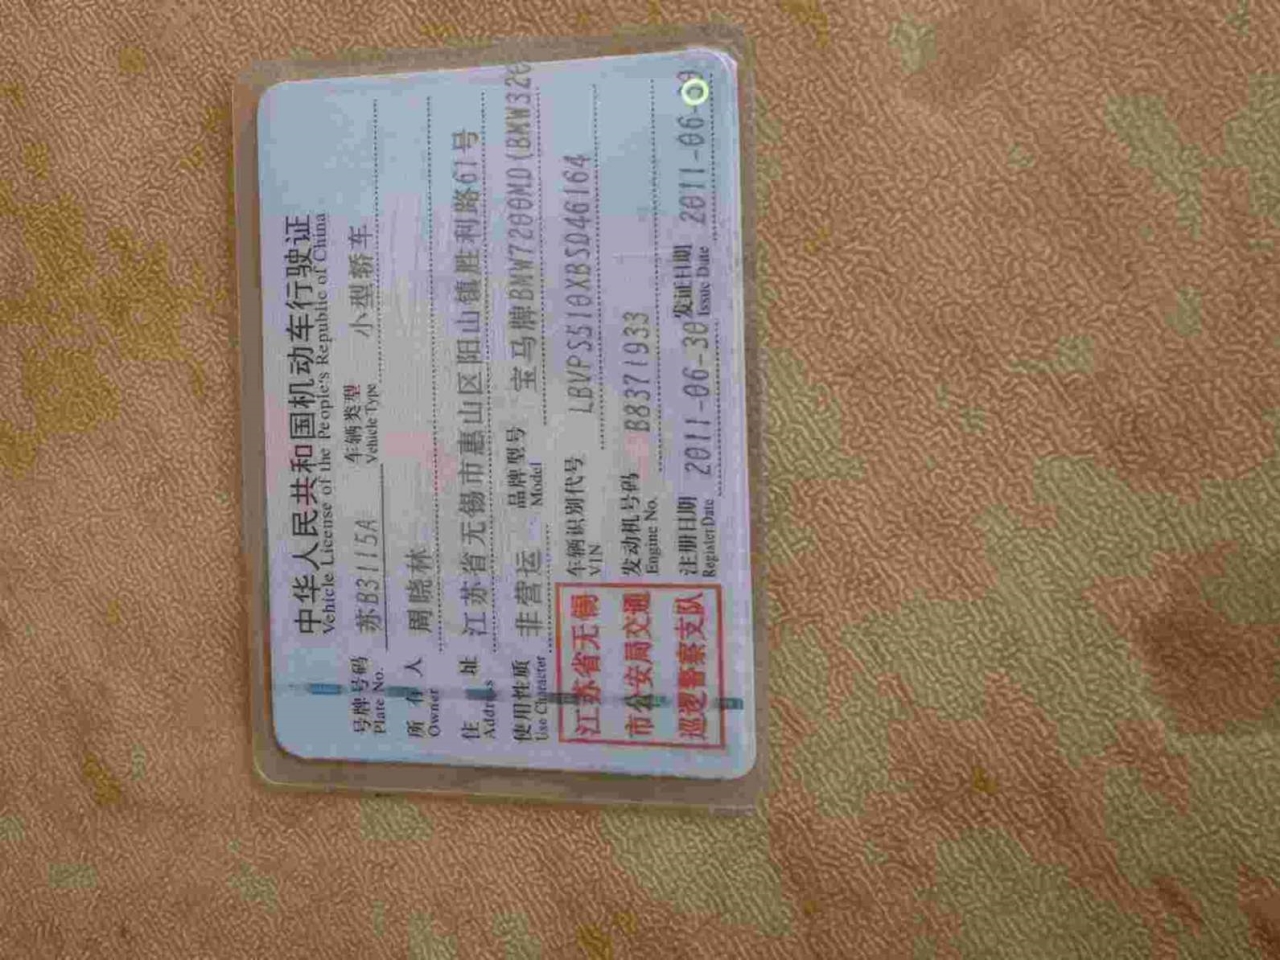 中华人民共和国机动车行驶证
Vehicle License of the People's Republic of China
号牌号码 苏B3115A 车辆类型 小型轿车
Plate No. Vehicle Type
所有人 周晓林
Owner
住址 江苏省无锡市惠山区阳山镇胜利路61号
Address
使用性质 非营运 品牌型号 宝马牌BMW7200MD(BMW320
Use Character Model
江苏省无锡
市公安局交通
巡逻警察支队
车辆识别代号 LBVPS510XBSD46164
VIN
发动机号码 B8371933
Engine No.
注册日期 2011-06-30 发证日期 2011-06-
Register Date Issue Date